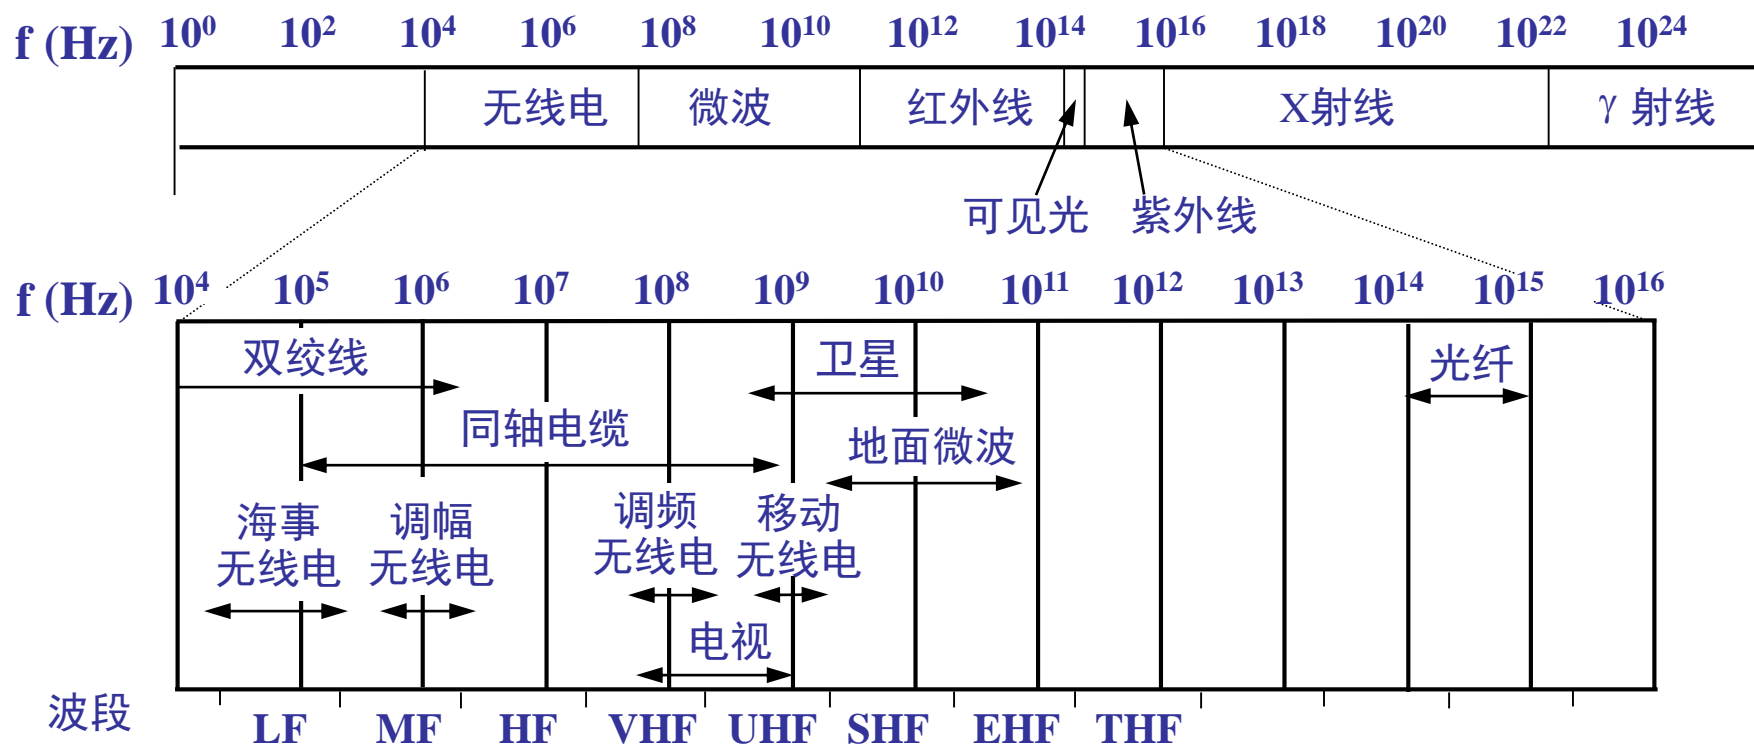 f (Hz) 10⁰ 10² 10⁴ 10⁶ 10⁸ 10¹⁰ 10¹² 10¹⁴ 10¹⁶ 10¹⁸ 10²⁰ 10²² 10²⁴
无线电 微波 红外线 X射线 γ 射线
可见光 紫外线
f (Hz) 10⁴ 10⁵ 10⁶ 10⁷ 10⁸ 10⁹ 10¹⁰ 10¹¹ 10¹² 10¹³ 10¹⁴ 10¹⁵ 10¹⁶
双绞线 卫星 光纤
同轴电缆 地面微波
海事 调幅 调频 移动
无线电 无线电 无线电 无线电
电视
波段 LF MF HF VHF UHF SHF EHF THF